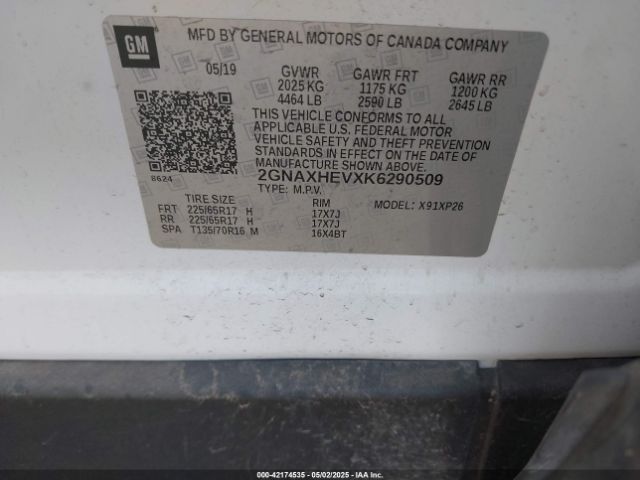 GM
MFD BY GENERAL MOTORS OF CANADA COMPANY
05/19 GVWR GAWR FRT GAWR RR
2025 KG 1175 KG 1200 KG
4464 LB 2590 LB 2645 LB
THIS VEHICLE CONFORMS TO ALL
APPLICABLE U.S. FEDERAL MOTOR
VEHICLE SAFETY AND THEFT PREVENTION
STANDARDS IN EFFECT ON THE DATE OF
MANUFACTURE SHOWN ABOVE.
8624 2GNAXHEVXK6290509
TYPE: M.P.V. MODEL: X91XP26
TIRE SIZE RIM
FRT 225/65R17 H 17X7J
RR 225/65R17 H 17X7J
SPA T135/70R16 M 16X4BT
000-42174535 - 05/02/2025 - IAA INC.